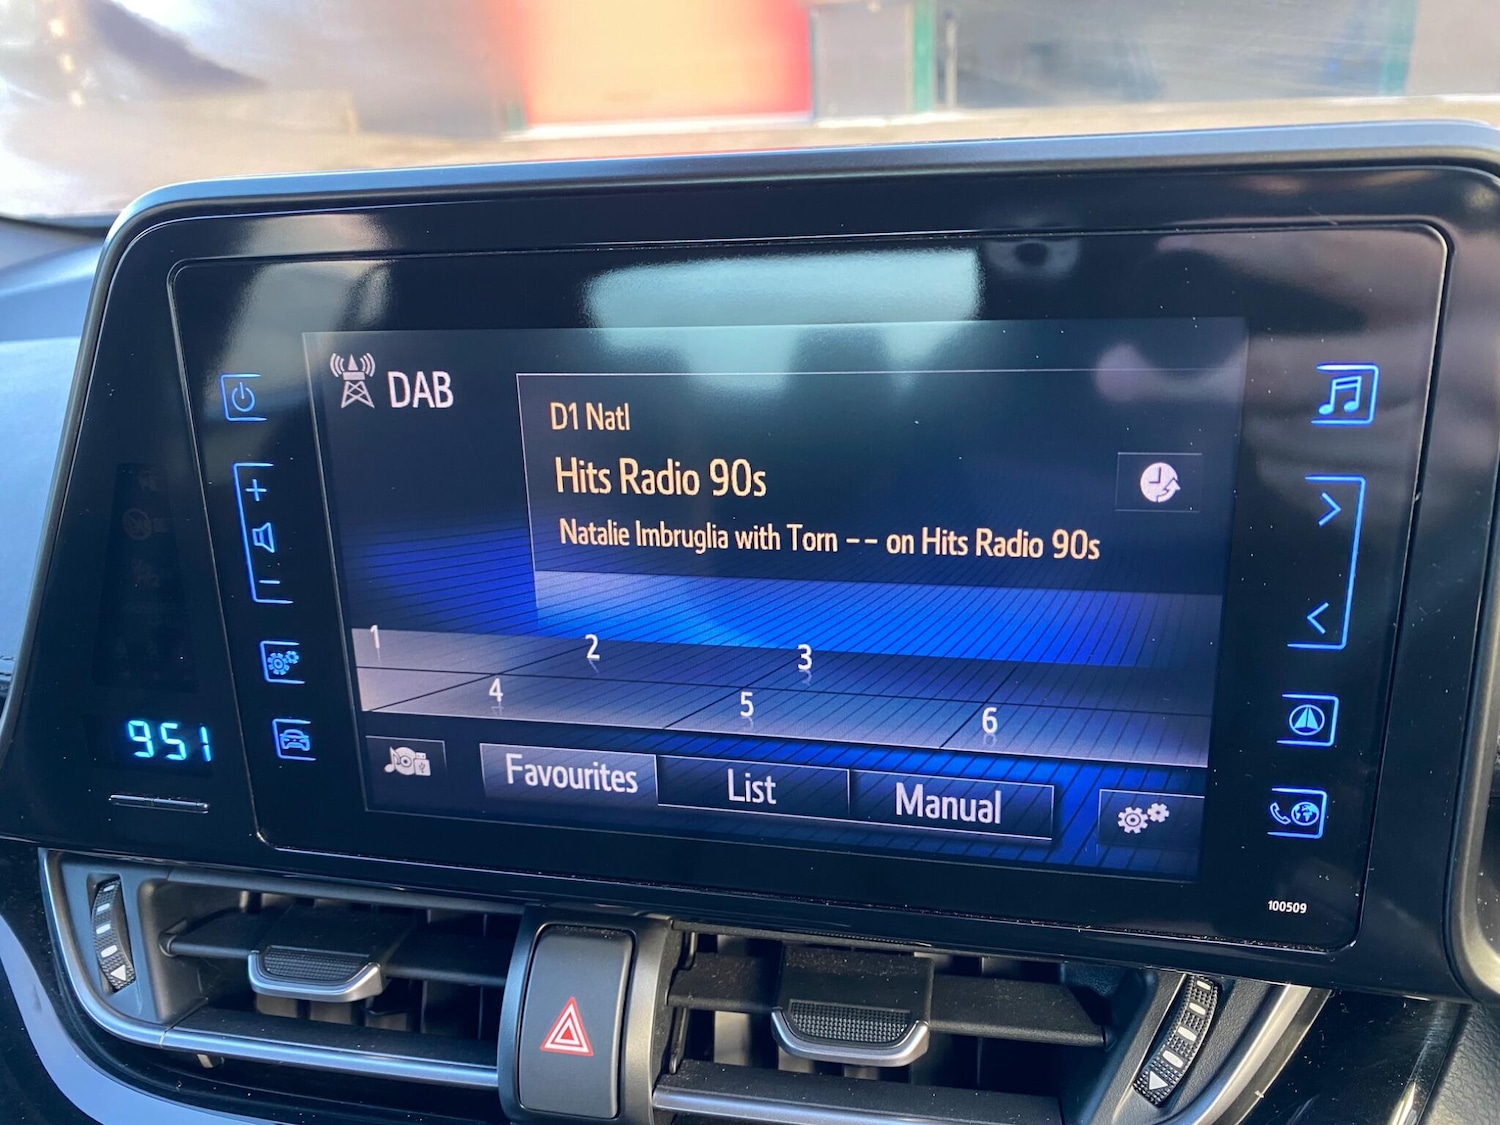 DAB
D1 Natl
Hits Radio 90s
Natalie Imbruglia with Torn -- on Hits Radio 90s
1 2 3
4 5 6
951
Favourites List Manual
100509